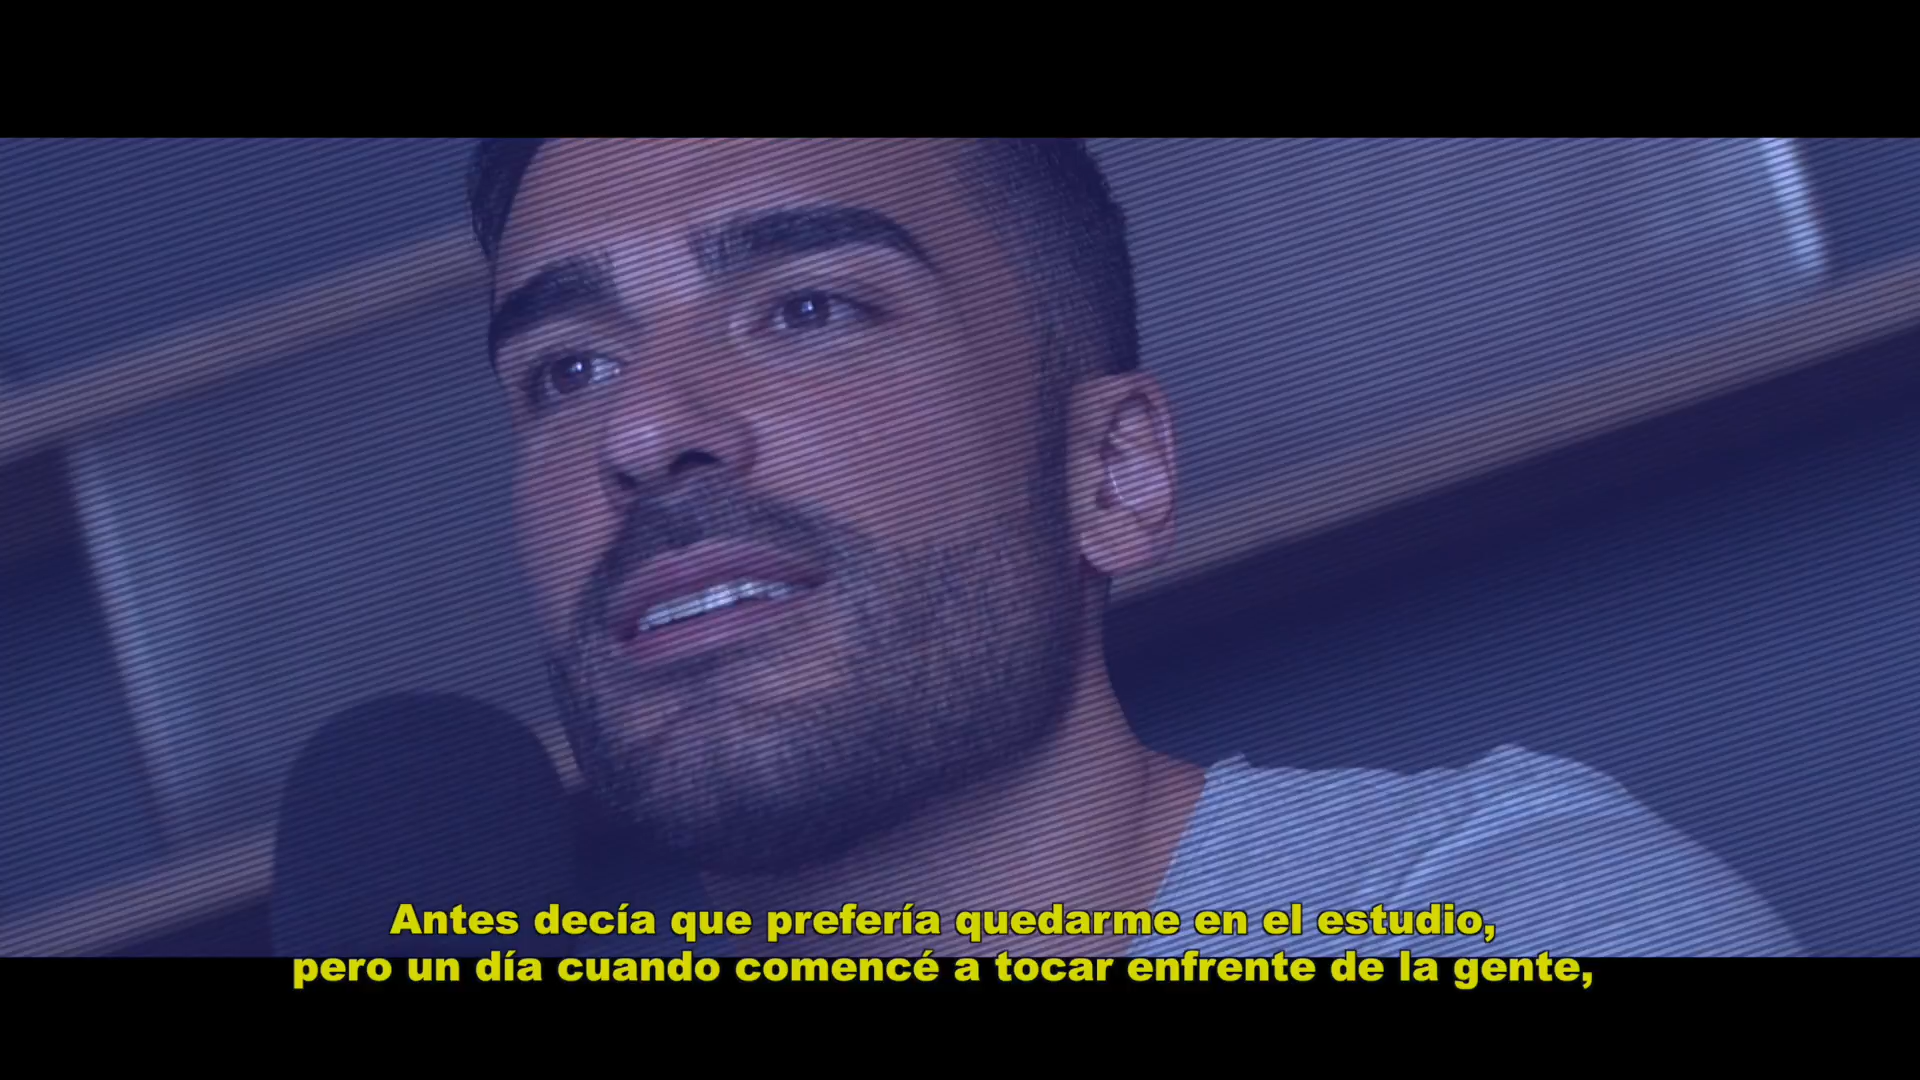 Antes decía que prefería quedarme en el estudio,
pero un día cuando comencé a tocar enfrente de la gente,